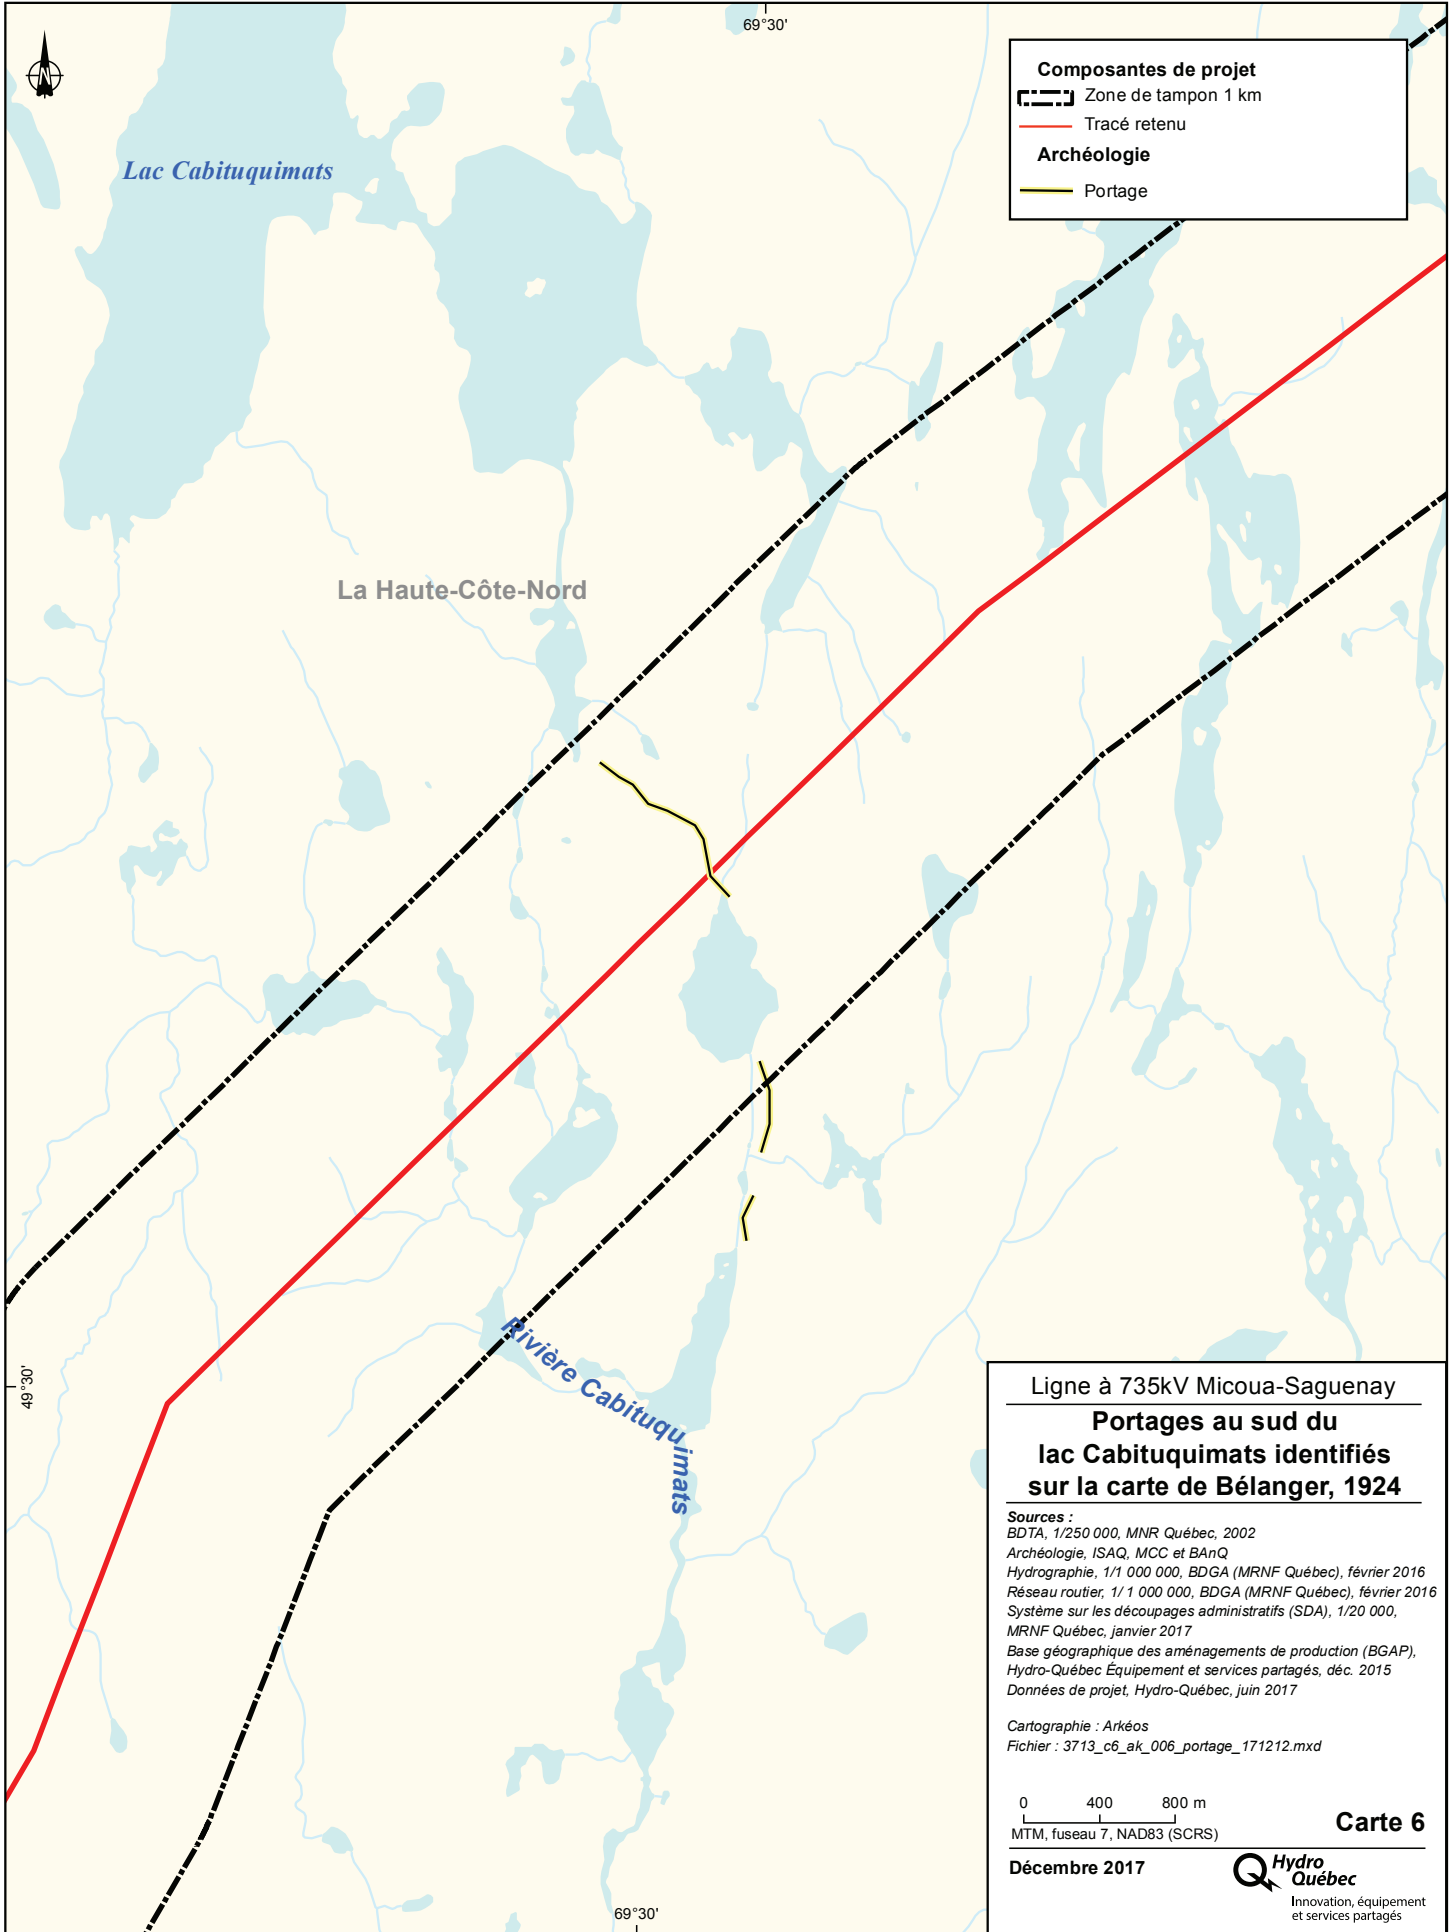 69°30'
N
Composantes de projet
Zone de tampon 1 km
Tracé retenu
Archéologie
Portage
Lac Cabituquimats
La Haute-Côte-Nord
Rivière Cabituquimats
49°30'
69°30'
Ligne à 735kV Micoua-Saguenay
Portages au sud du
lac Cabituquimats identifiés
sur la carte de Bélanger, 1924
Sources :
BDTA, 1/250 000, MNR Québec, 2002
Archéologie, ISAQ, MCC et BAnQ
Hydrographie, 1/1 000 000, BDGA (MRNF Québec), février 2016
Réseau routier, 1/ 1 000 000, BDGA (MRNF Québec), février 2016
Système sur les découpages administratifs (SDA), 1/20 000,
MRNF Québec, janvier 2017
Base géographique des aménagements de production (BGAP),
Hydro-Québec Équipement et services partagés, déc. 2015
Données de projet, Hydro-Québec, juin 2017
Cartographie : Arkéos
Fichier : 3713_c6_ak_006_portage_171212.mxd
0 400 800 m
MTM, fuseau 7, NAD83 (SCRS)
Carte 6
Décembre 2017
Hydro
Québec
Innovation, équipement
et services partagés